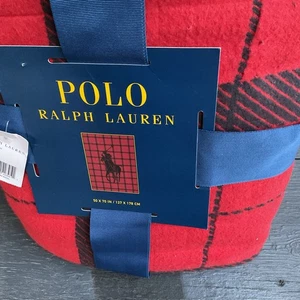 POLO
RALPH LAUREN
50 X 70 IN / 127 X 178 CM